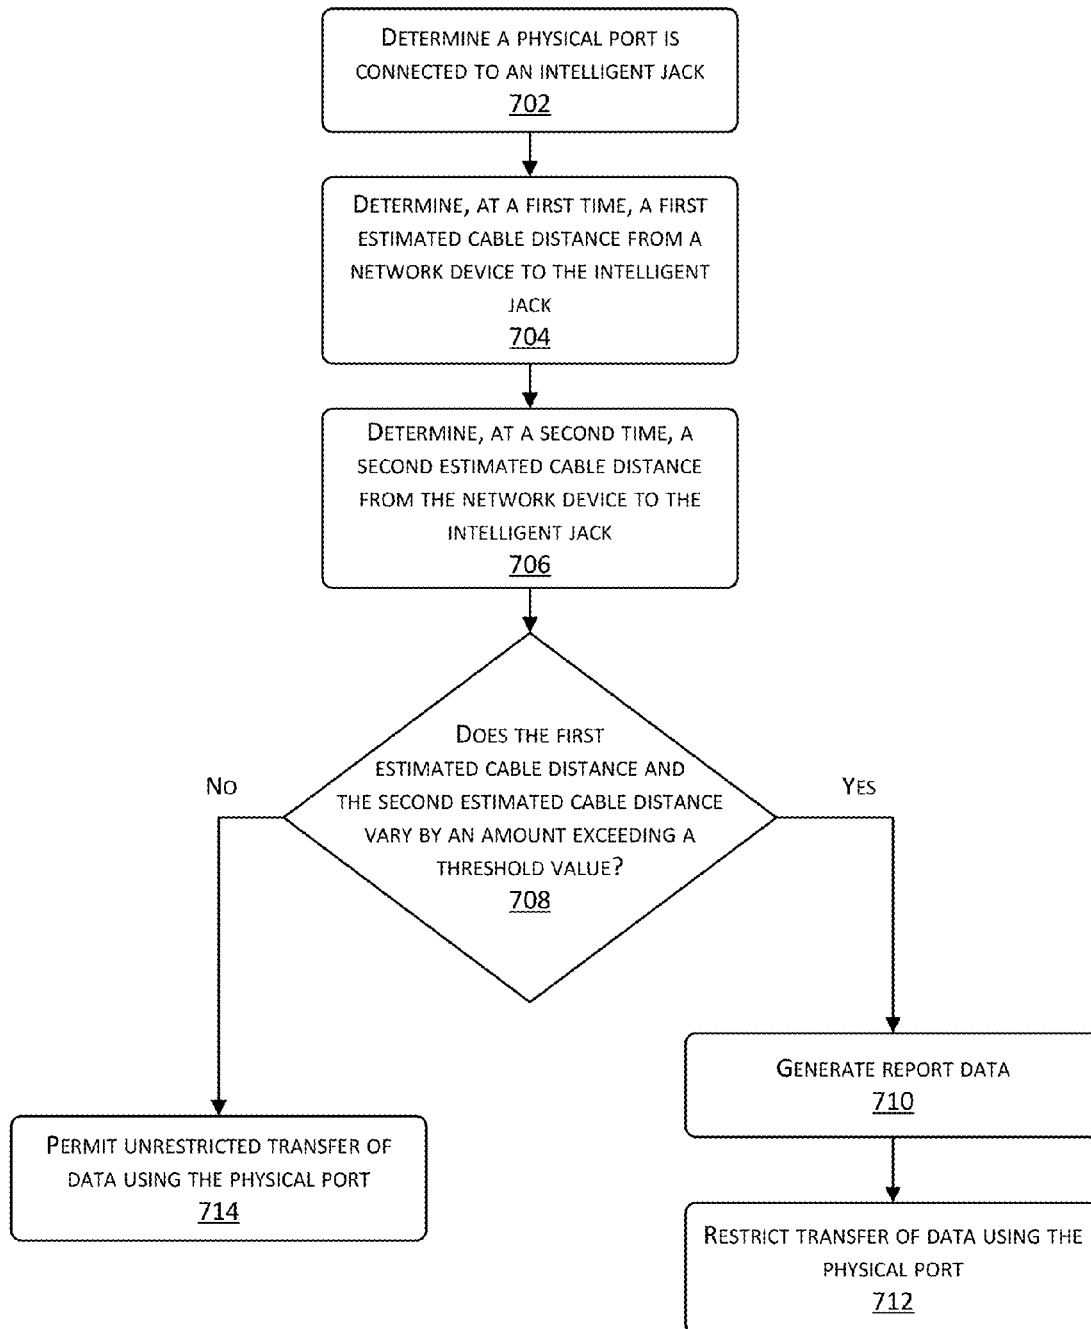 DETERMINE A PHYSICAL PORT IS
CONNECTED TO AN INTELLIGENT JACK
702
DETERMINE, AT A FIRST TIME, A FIRST
ESTIMATED CABLE DISTANCE FROM A
NETWORK DEVICE TO THE INTELLIGENT
JACK
704
DETERMINE, AT A SECOND TIME, A
SECOND ESTIMATED CABLE DISTANCE
FROM THE NETWORK DEVICE TO THE
INTELLIGENT JACK
706
DOES THE FIRST
ESTIMATED CABLE DISTANCE AND
THE SECOND ESTIMATED CABLE DISTANCE
VARY BY AN AMOUNT EXCEEDING A
THRESHOLD VALUE?
708
NO
YES
GENERATE REPORT DATA
710
PERMIT UNRESTRICTED TRANSFER OF
DATA USING THE PHYSICAL PORT
714
RESTRICT TRANSFER OF DATA USING THE
PHYSICAL PORT
712